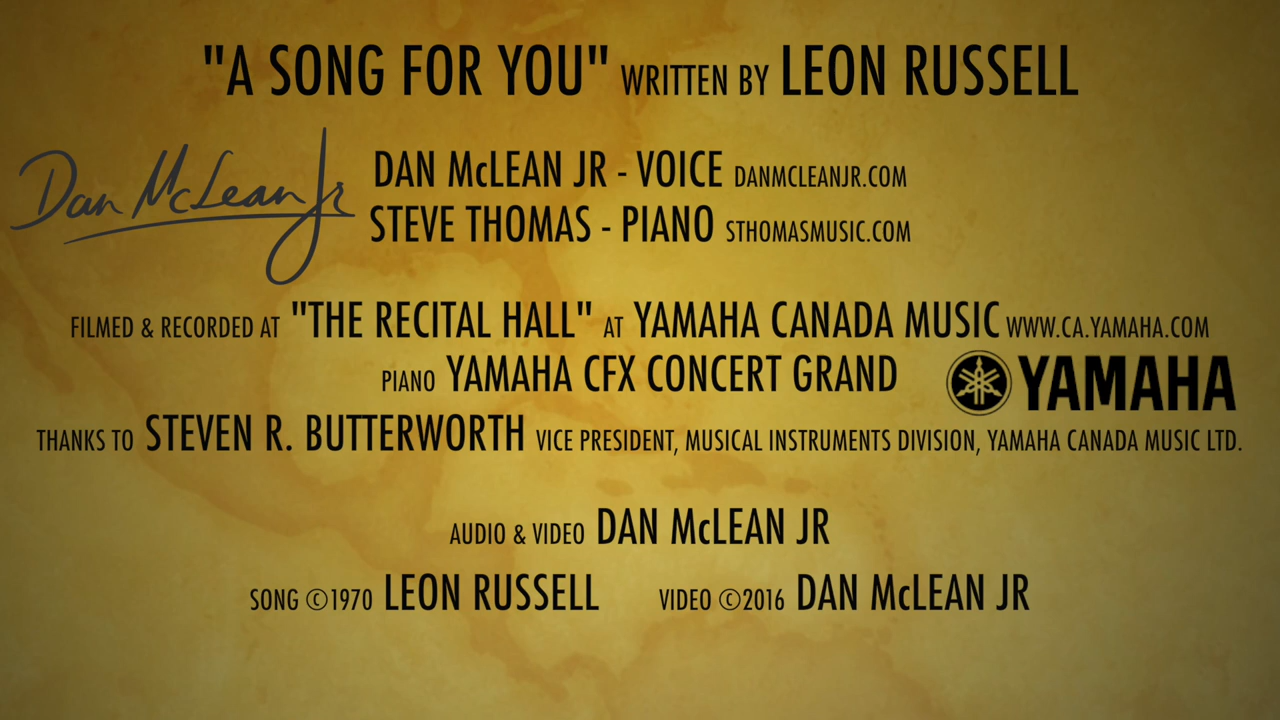 "A SONG FOR YOU" WRITTEN BY LEON RUSSELL
Dan McLean Jr
DAN McLEAN JR - VOICE DANMCLEANJR.COM
STEVE THOMAS - PIANO STHOMASMUSIC.COM
FILMED & RECORDED AT "THE RECITAL HALL" AT YAMAHA CANADA MUSIC WWW.CA.YAMAHA.COM
PIANO YAMAHA CFX CONCERT GRAND
YAMAHA
THANKS TO STEVEN R. BUTTERWORTH VICE PRESIDENT, MUSICAL INSTRUMENTS DIVISION, YAMAHA CANADA MUSIC LTD.
AUDIO & VIDEO DAN McLEAN JR
SONG ©1970 LEON RUSSELL VIDEO ©2016 DAN McLEAN JR